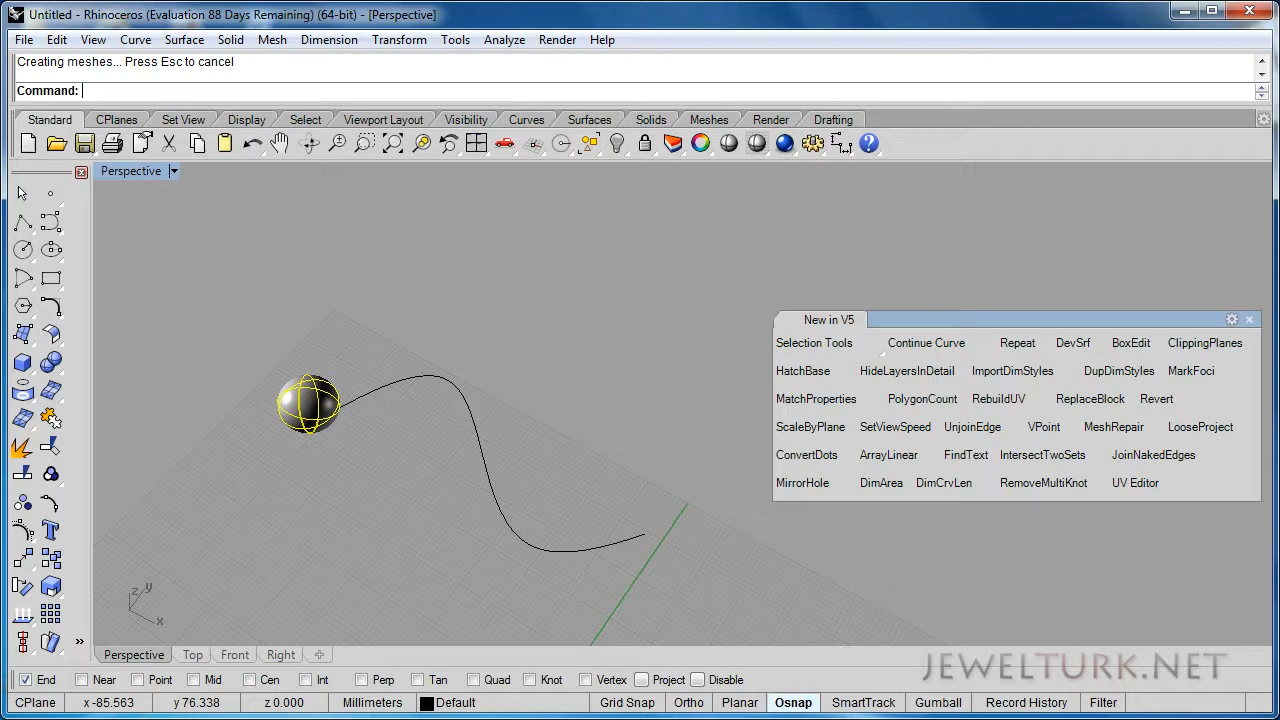 Untitled - Rhinoceros (Evaluation 88 Days Remaining) (64-bit) - [Perspective]
File Edit View Curve Surface Solid Mesh Dimension Transform Tools Analyze Render Help
Creating meshes... Press Esc to cancel
Command:
Standard CPlanes Set View Display Select Viewport Layout Visibility Curves Surfaces Solids Meshes Render Drafting
Perspective
New in V5
Selection Tools Continue Curve Repeat DevSrf BoxEdit ClippingPlanes
HatchBase HideLayersInDetail ImportDimStyles DupDimStyles MarkFoci
MatchProperties PolygonCount RebuildUV ReplaceBlock Revert
ScaleByPlane SetViewSpeed UnjoinEdge VPoint MeshRepair LooseProject
ConvertDots ArrayLinear FindText IntersectTwoSets JoinNakedEdges
MirrorHole DimArea DimCrvLen RemoveMultiKnot UV Editor
z y
x
Perspective Top Front Right
JEWELTURK.NET
End Near Point Mid Cen Int Perp Tan Quad Knot Vertex Project Disable
CPlane x -85.563 y 76.338 z 0.000 Millimeters Default Grid Snap Ortho Planar Osnap SmartTrack Gumball Record History Filter